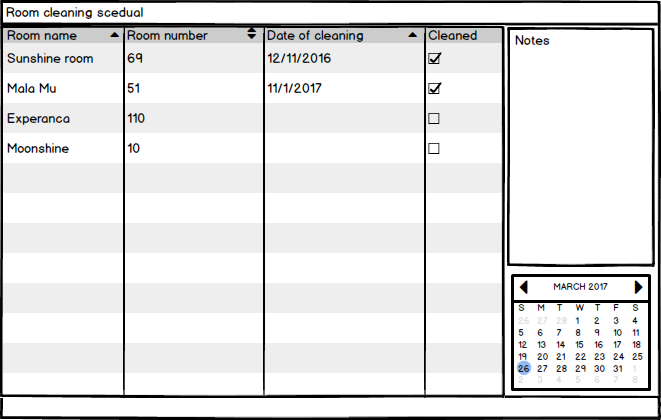 Room cleaning scedual
Room name Room number Date of cleaning Cleaned
Sunshine room 69 12/11/2016
Mala Mu 51 11/1/2017
Experanca 110
Moonshine 10
Notes
MARCH 2017
S M T W T F S
26 27 28 1 2 3 4
5 6 7 8 9 10 11
12 13 14 15 16 17 18
19 20 21 22 23 24 25
26 27 28 29 30 31 1
2 3 4 5 6 7 8